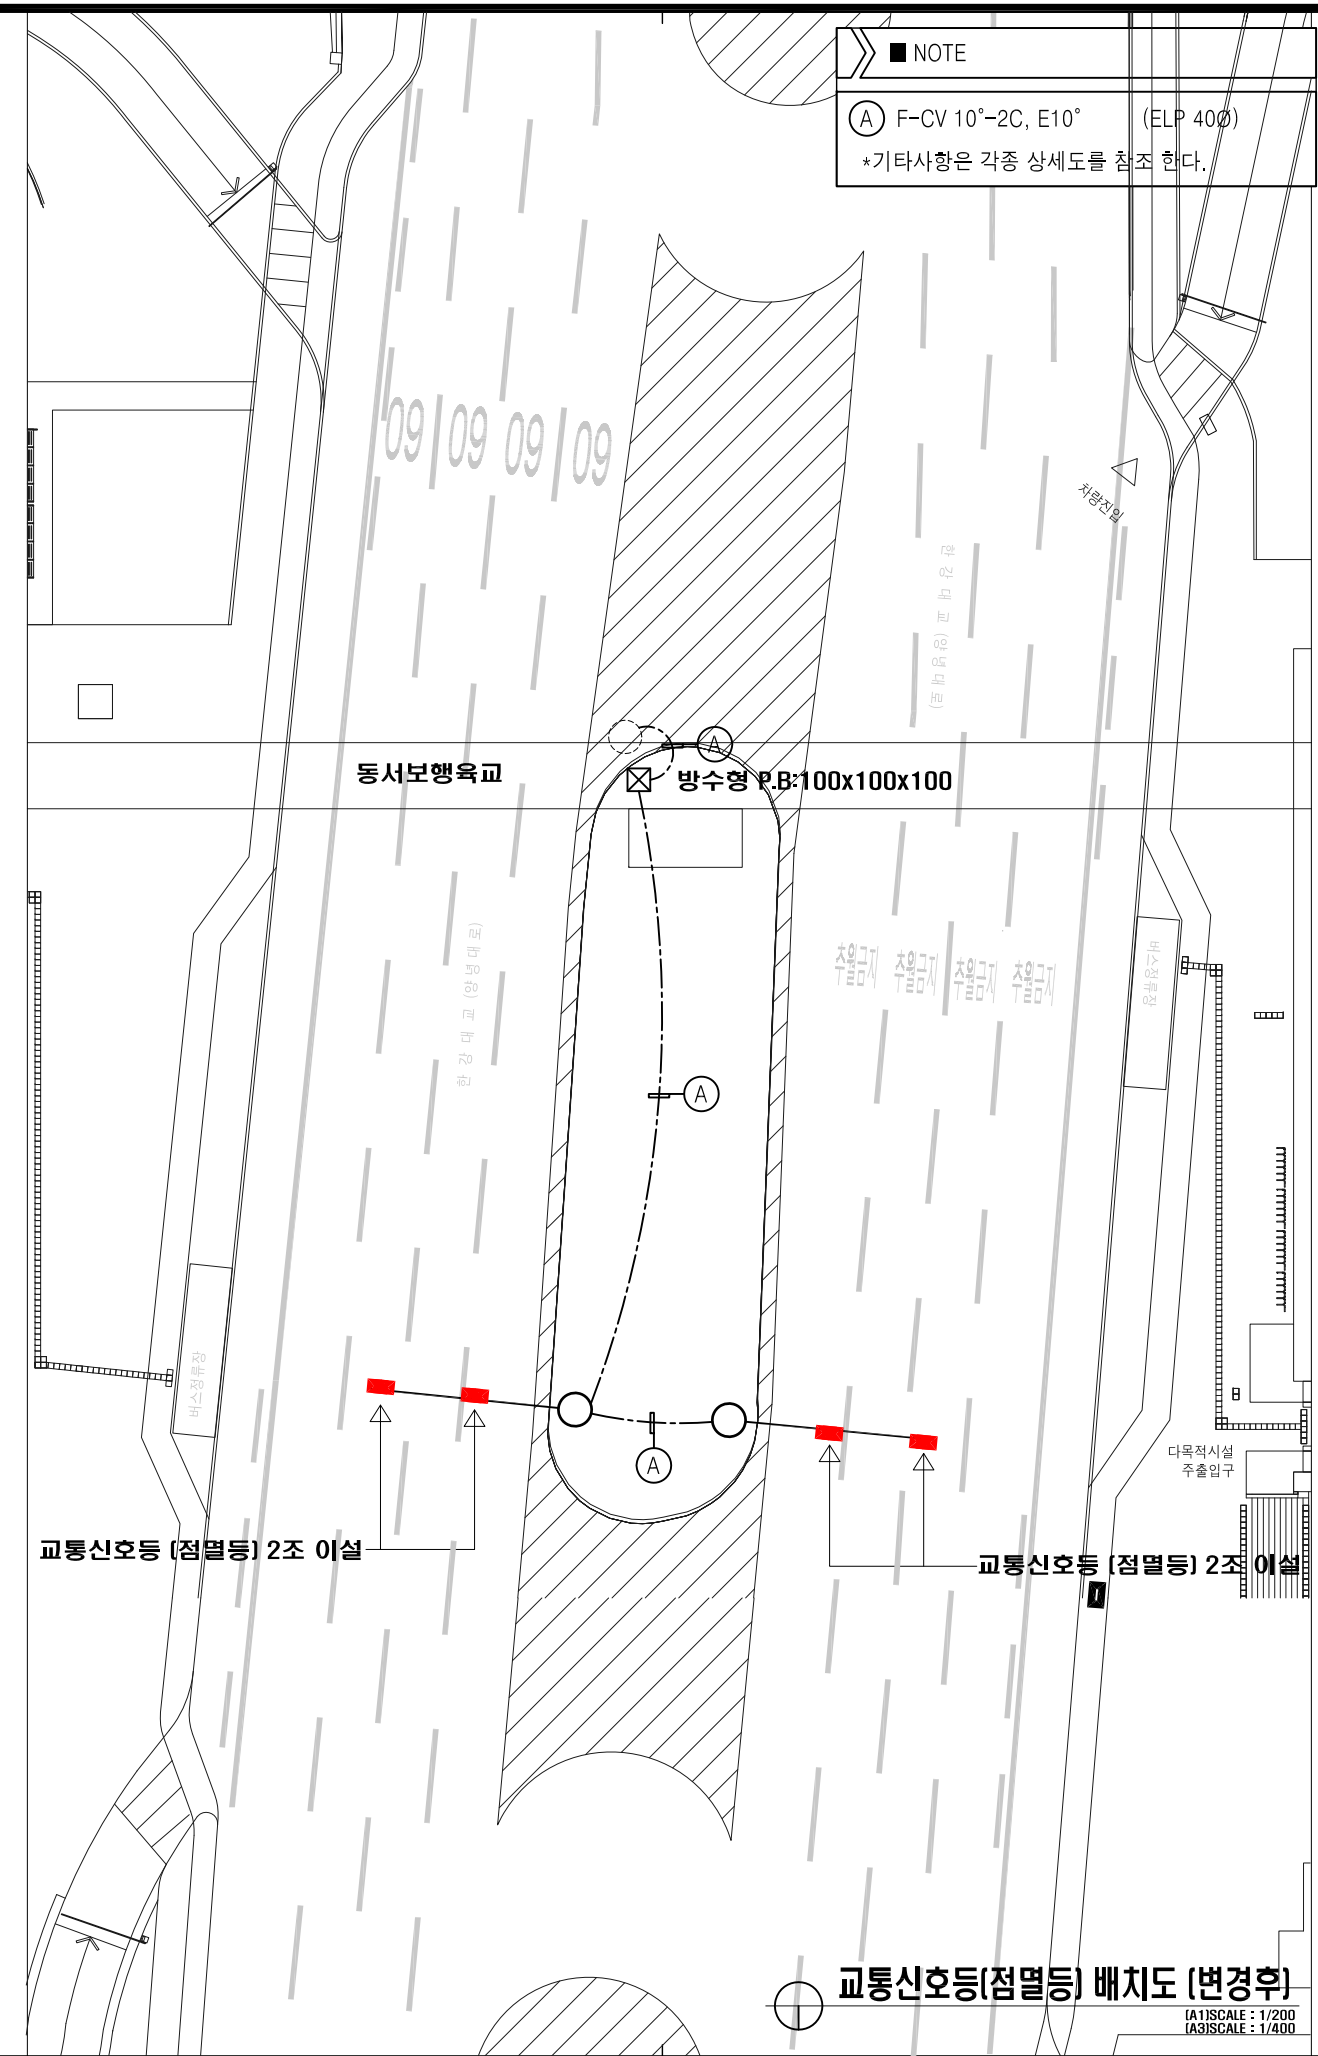 ■ NOTE
A F-CV 10°-2C, E10° (ELP 40Ø)
*기타사항은 각종 상세도를 참조 한다.
60 60 60 60
차량진입
한강대교 (양녕대로)
A
동서보행육교
방수형 P.B:100x100x100
한강대교 (양녕대로)
추월금지 추월금지 추월금지 추월금지
버스정류장
A
버스정류장
다목적시설
주출입구
A
교통신호등 (점멸등) 2조 이설
교통신호등 (점멸등) 2조 이설
교통신호등(점멸등) 배치도 (변경후)
(A1)SCALE : 1/200
(A3)SCALE : 1/400